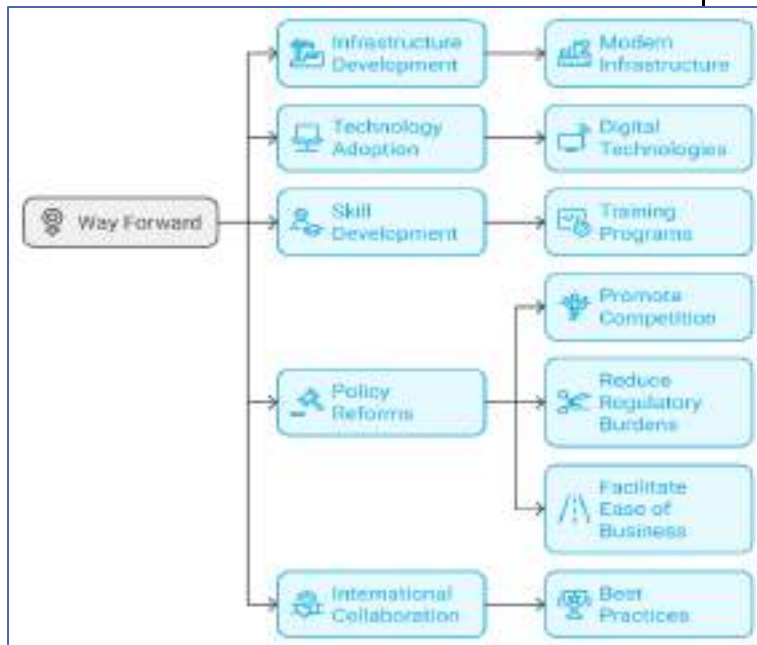 Infrastructure
Development
Modern
Infrastructure
Technology
Adoption
Digital
Technologies
Way Forward
Skill
Development
Training
Programs
Promote
Competition
Policy
Reforms
Reduce
Regulatory
Burdens
Facilitate
Ease of
Business
International
Collaboration
Best
Practices